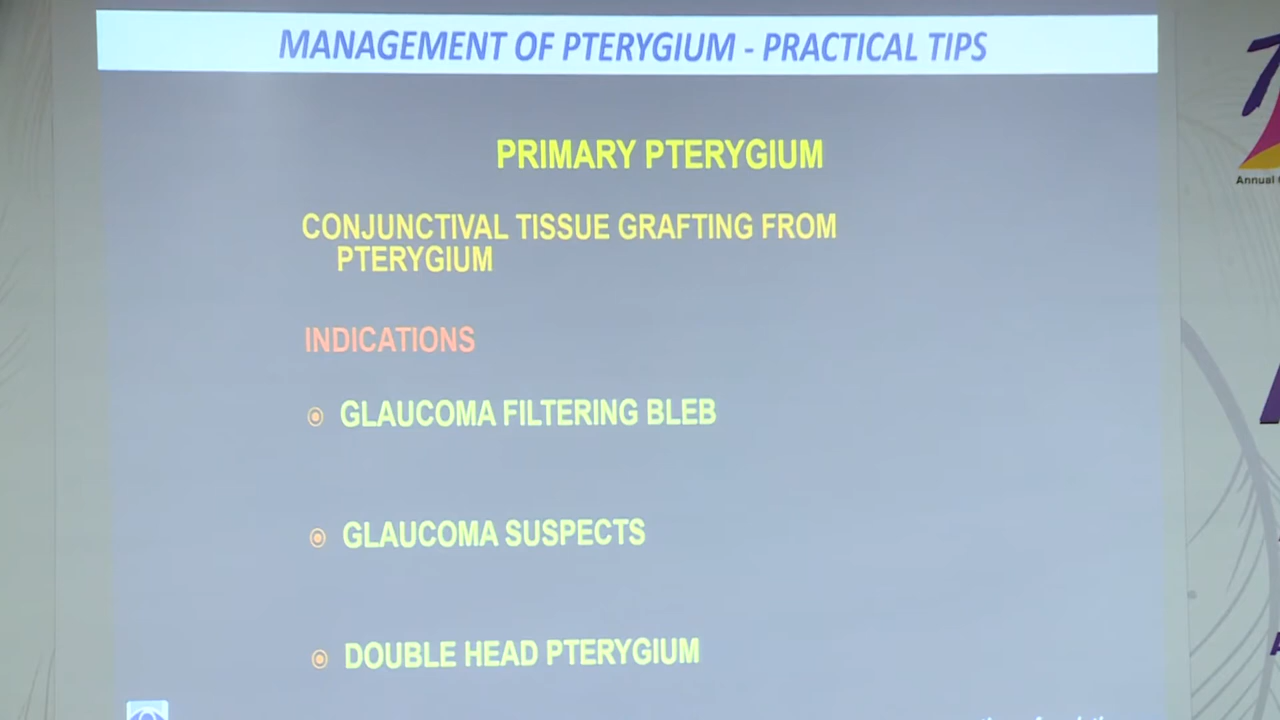 MANAGEMENT OF PTERYGIUM - PRACTICAL TIPS
PRIMARY PTERYGIUM
CONJUNCTIVAL TISSUE GRAFTING FROM
PTERYGIUM
INDICATIONS
GLAUCOMA FILTERING BLEB
GLAUCOMA SUSPECTS
DOUBLE HEAD PTERYGIUM
Annual